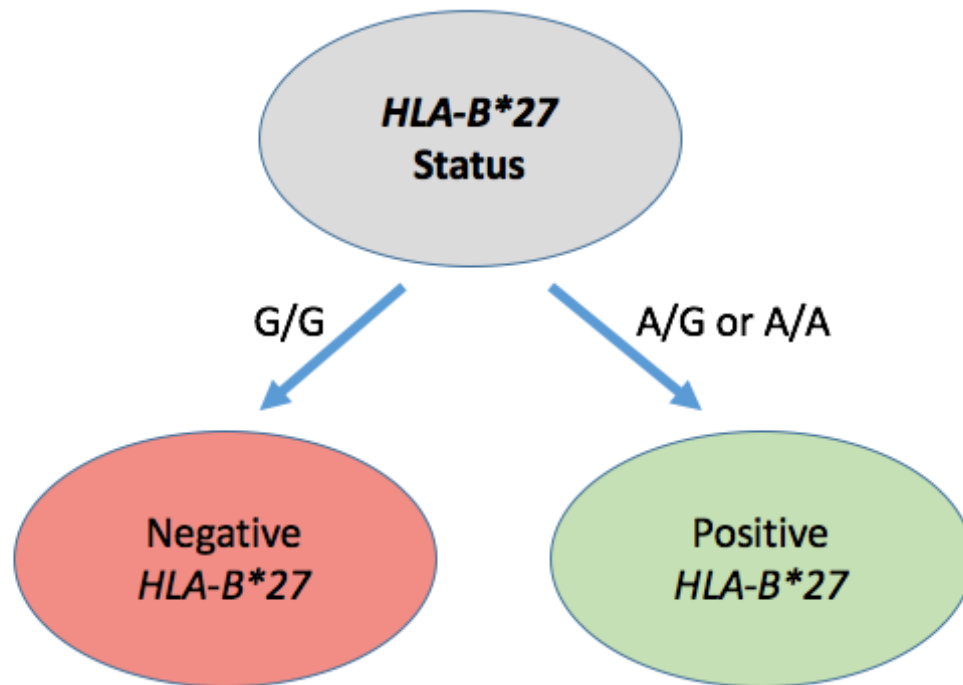 HLA-B*27
Status
G/G
A/G or A/A
Negative
HLA-B*27
Positive
HLA-B*27